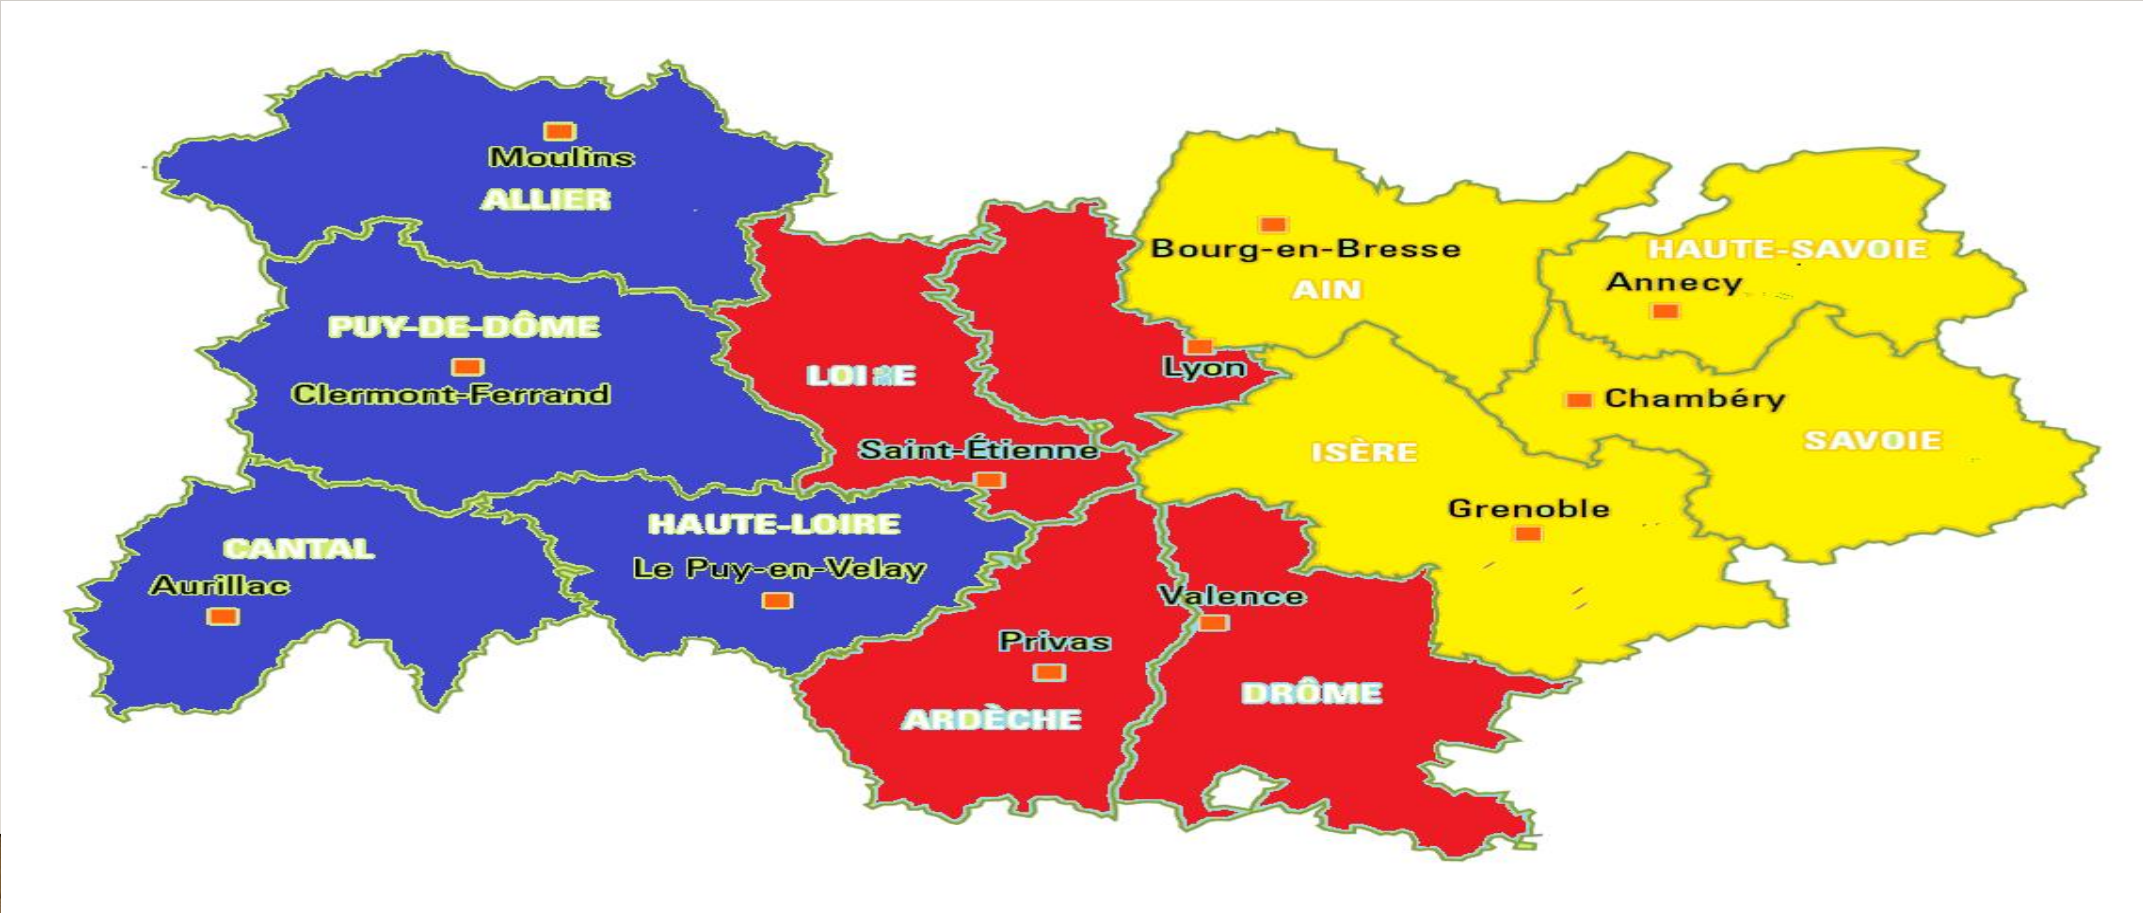 Moulins
ALLIER
PUY-DE-DÔME
Clermont-Ferrand
CANTAL
Aurillac
HAUTE-LOIRE
Le Puy-en-Velay
LOIRE
Saint-Étienne
Lyon
Bourg-en-Bresse
AIN
HAUTE-SAVOIE
Annecy
Chambéry
SAVOIE
ISÈRE
Grenoble
Valence
DRÔME
Privas
ARDÈCHE